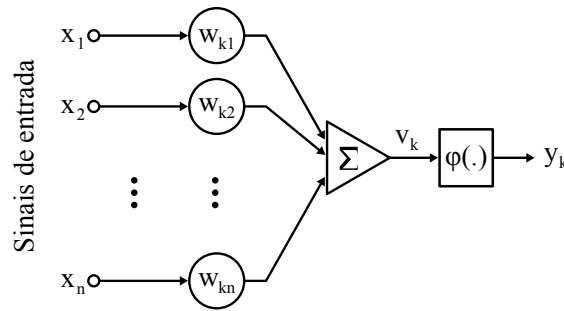 Sinais de entrada
x1 wk1
x2 wk2
Σ vk φ(.) yk
xn wkn